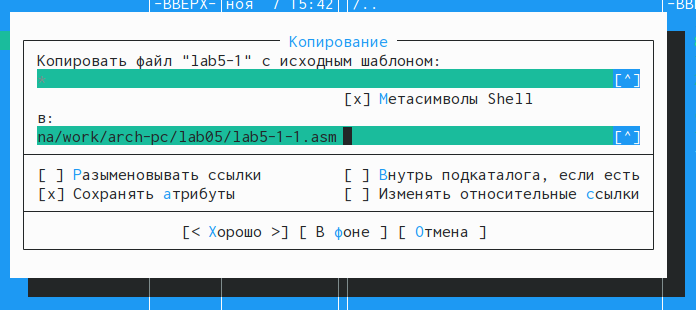 -ВВЕРХ- ноя 7 15:42 /.. -ВВЕ
Копирование
Копировать файл "lab5-1" с исходным шаблоном:
* [^]
[x] Метасимволы Shell
в:
na/work/arch-pc/lab05/lab5-1-1.asm [^]
[ ] Разыменовывать ссылки [ ] Внутрь подкаталога, если есть
[x] Сохранять атрибуты [ ] Изменять относительные ссылки
[< Хорошо >] [ В фоне ] [ Отмена ]